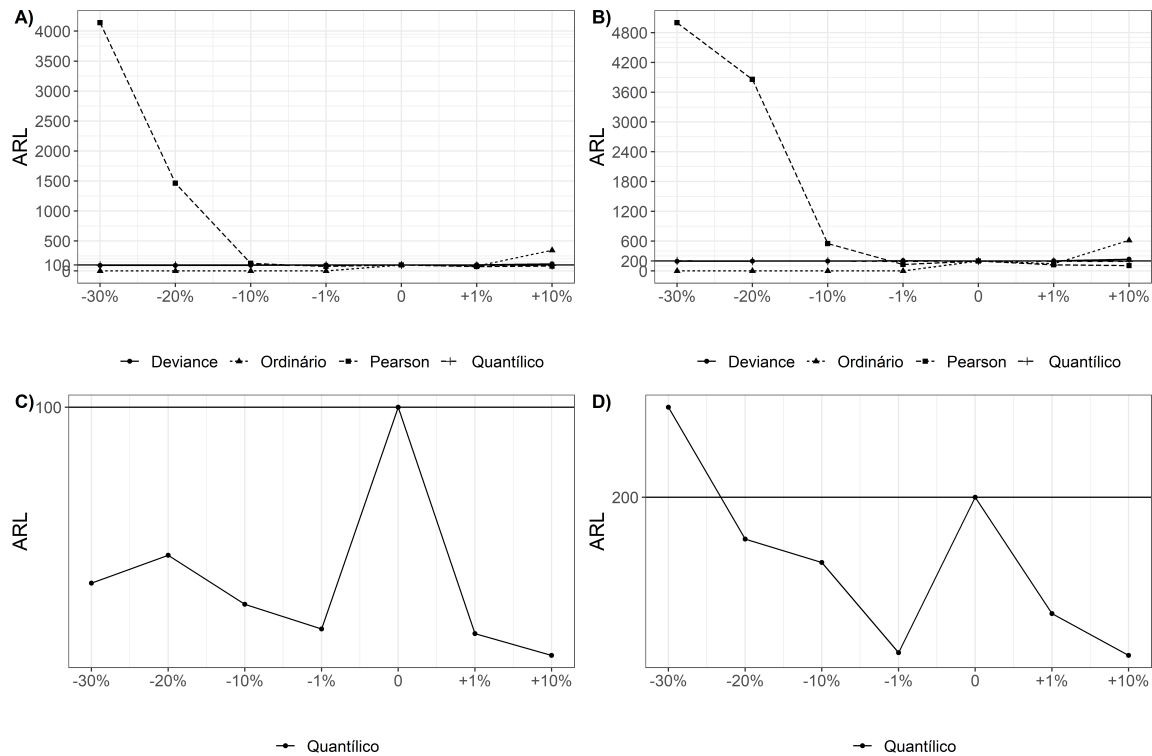 A)
ARL
4000
3500
3000
2500
2000
1500
1000
500
100
0
-30% -20% -10% -1% 0 +1% +10%
Deviance Ordinário Pearson Quantílico
B)
ARL
4800
4200
3600
3000
2400
1800
1200
600
200
0
-30% -20% -10% -1% 0 +1% +10%
Deviance Ordinário Pearson Quantílico
C)
ARL
100
-30% -20% -10% -1% 0 +1% +10%
Quantílico
D)
ARL
200
-30% -20% -10% -1% 0 +1% +10%
Quantílico